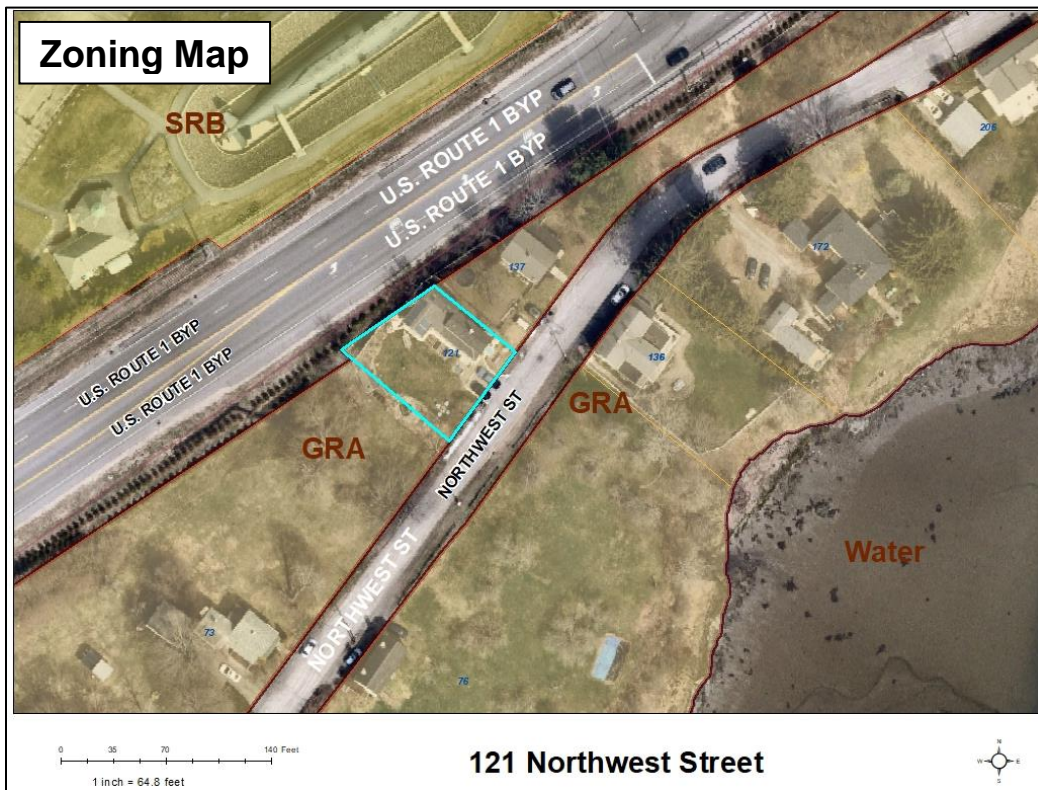 Zoning Map
SRB
U.S. ROUTE 1 BYP
U.S. ROUTE 1 BYP
206
137
172
U.S. ROUTE 1 BYP
U.S. ROUTE 1 BYP
121
136
GRA
GRA
NORTHWEST ST
Water
NORTHWEST ST
73
76
0 35 70 140 Feet
1 inch = 64.8 feet
121 Northwest Street
N
W E
S